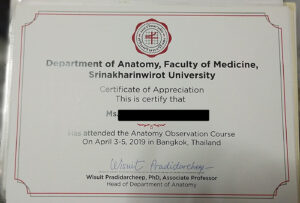 Department of Anatomy, Faculty of Medicine,
Srinakharinwirot University
Certificate of Appreciation
This is certify that
Ms.
Has attended the Anatomy Observation Course
On April 3-5, 2019 in Bangkok, Thailand
Wisuit Pradidarcheep
Wisuit Pradidarcheep, PhD, Associate Professor
Head of Department of Anatomy